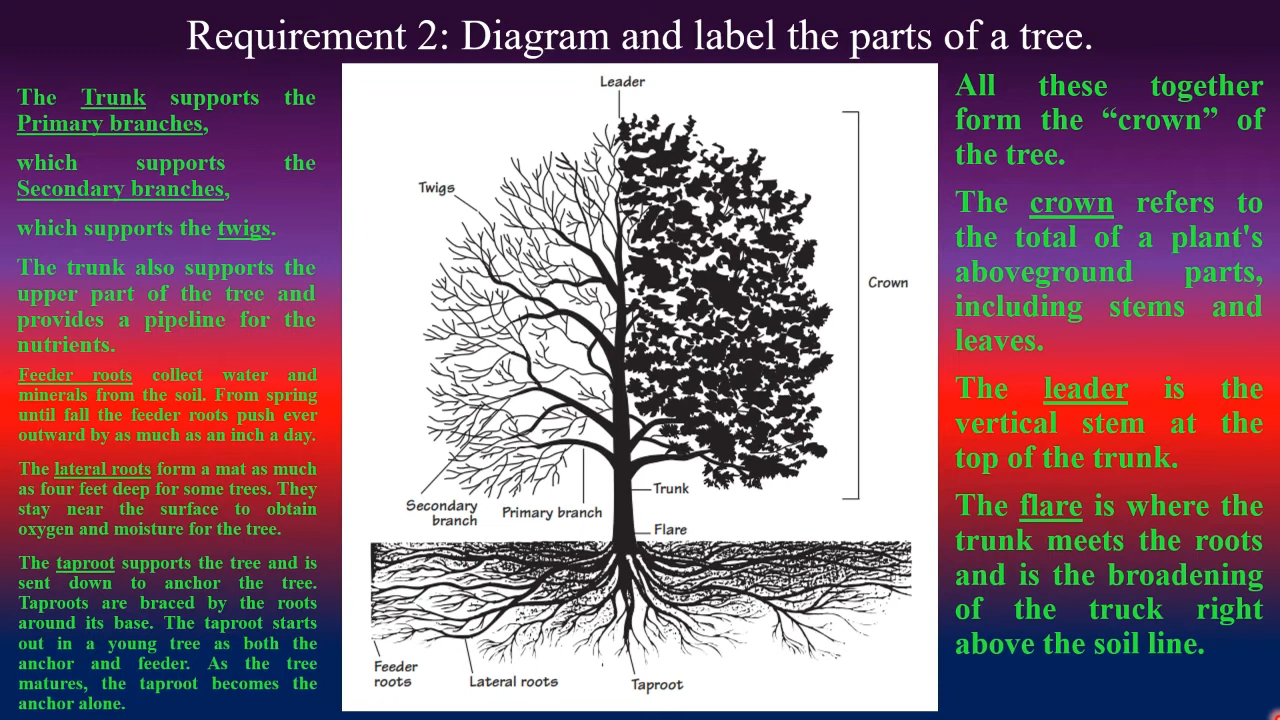 Requirement 2: Diagram and label the parts of a tree.
The Trunk supports the
Primary branches,
which supports the
Secondary branches,
which supports the twigs.
The trunk also supports the
upper part of the tree and
provides a pipeline for the
nutrients.
Feeder roots collect water and
minerals from the soil. From spring
until fall the feeder roots push ever
outward by as much as an inch a day.
The lateral roots form a mat as much
as four feet deep for some trees. They
stay near the surface to obtain
oxygen and moisture for the tree.
The taproot supports the tree and is
sent down to anchor the tree.
Taproots are braced by the roots
around its base. The taproot starts
out in a young tree as both the
anchor and feeder. As the tree
matures, the taproot becomes the
anchor alone.
Leader
Twigs
Crown
Secondary
branch
Primary branch
Trunk
Flare
Feeder
roots
Lateral roots
Taproot
All these together
form the “crown” of
the tree.
The crown refers to
the total of a plant's
aboveground parts,
including stems and
leaves.
The leader is the
vertical stem at the
top of the trunk.
The flare is where the
trunk meets the roots
and is the broadening
of the truck right
above the soil line.